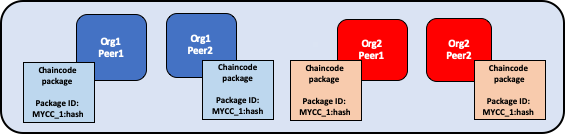 Org1
Peer1
Org1
Peer2
Org2
Peer1
Org2
Peer2
Chaincode
package
Package ID:
MYCC_1:hash
Chaincode
package
Package ID:
MYCC_1:hash
Chaincode
package
Package ID:
MYCC_1:hash
Chaincode
package
Package ID:
MYCC_1:hash